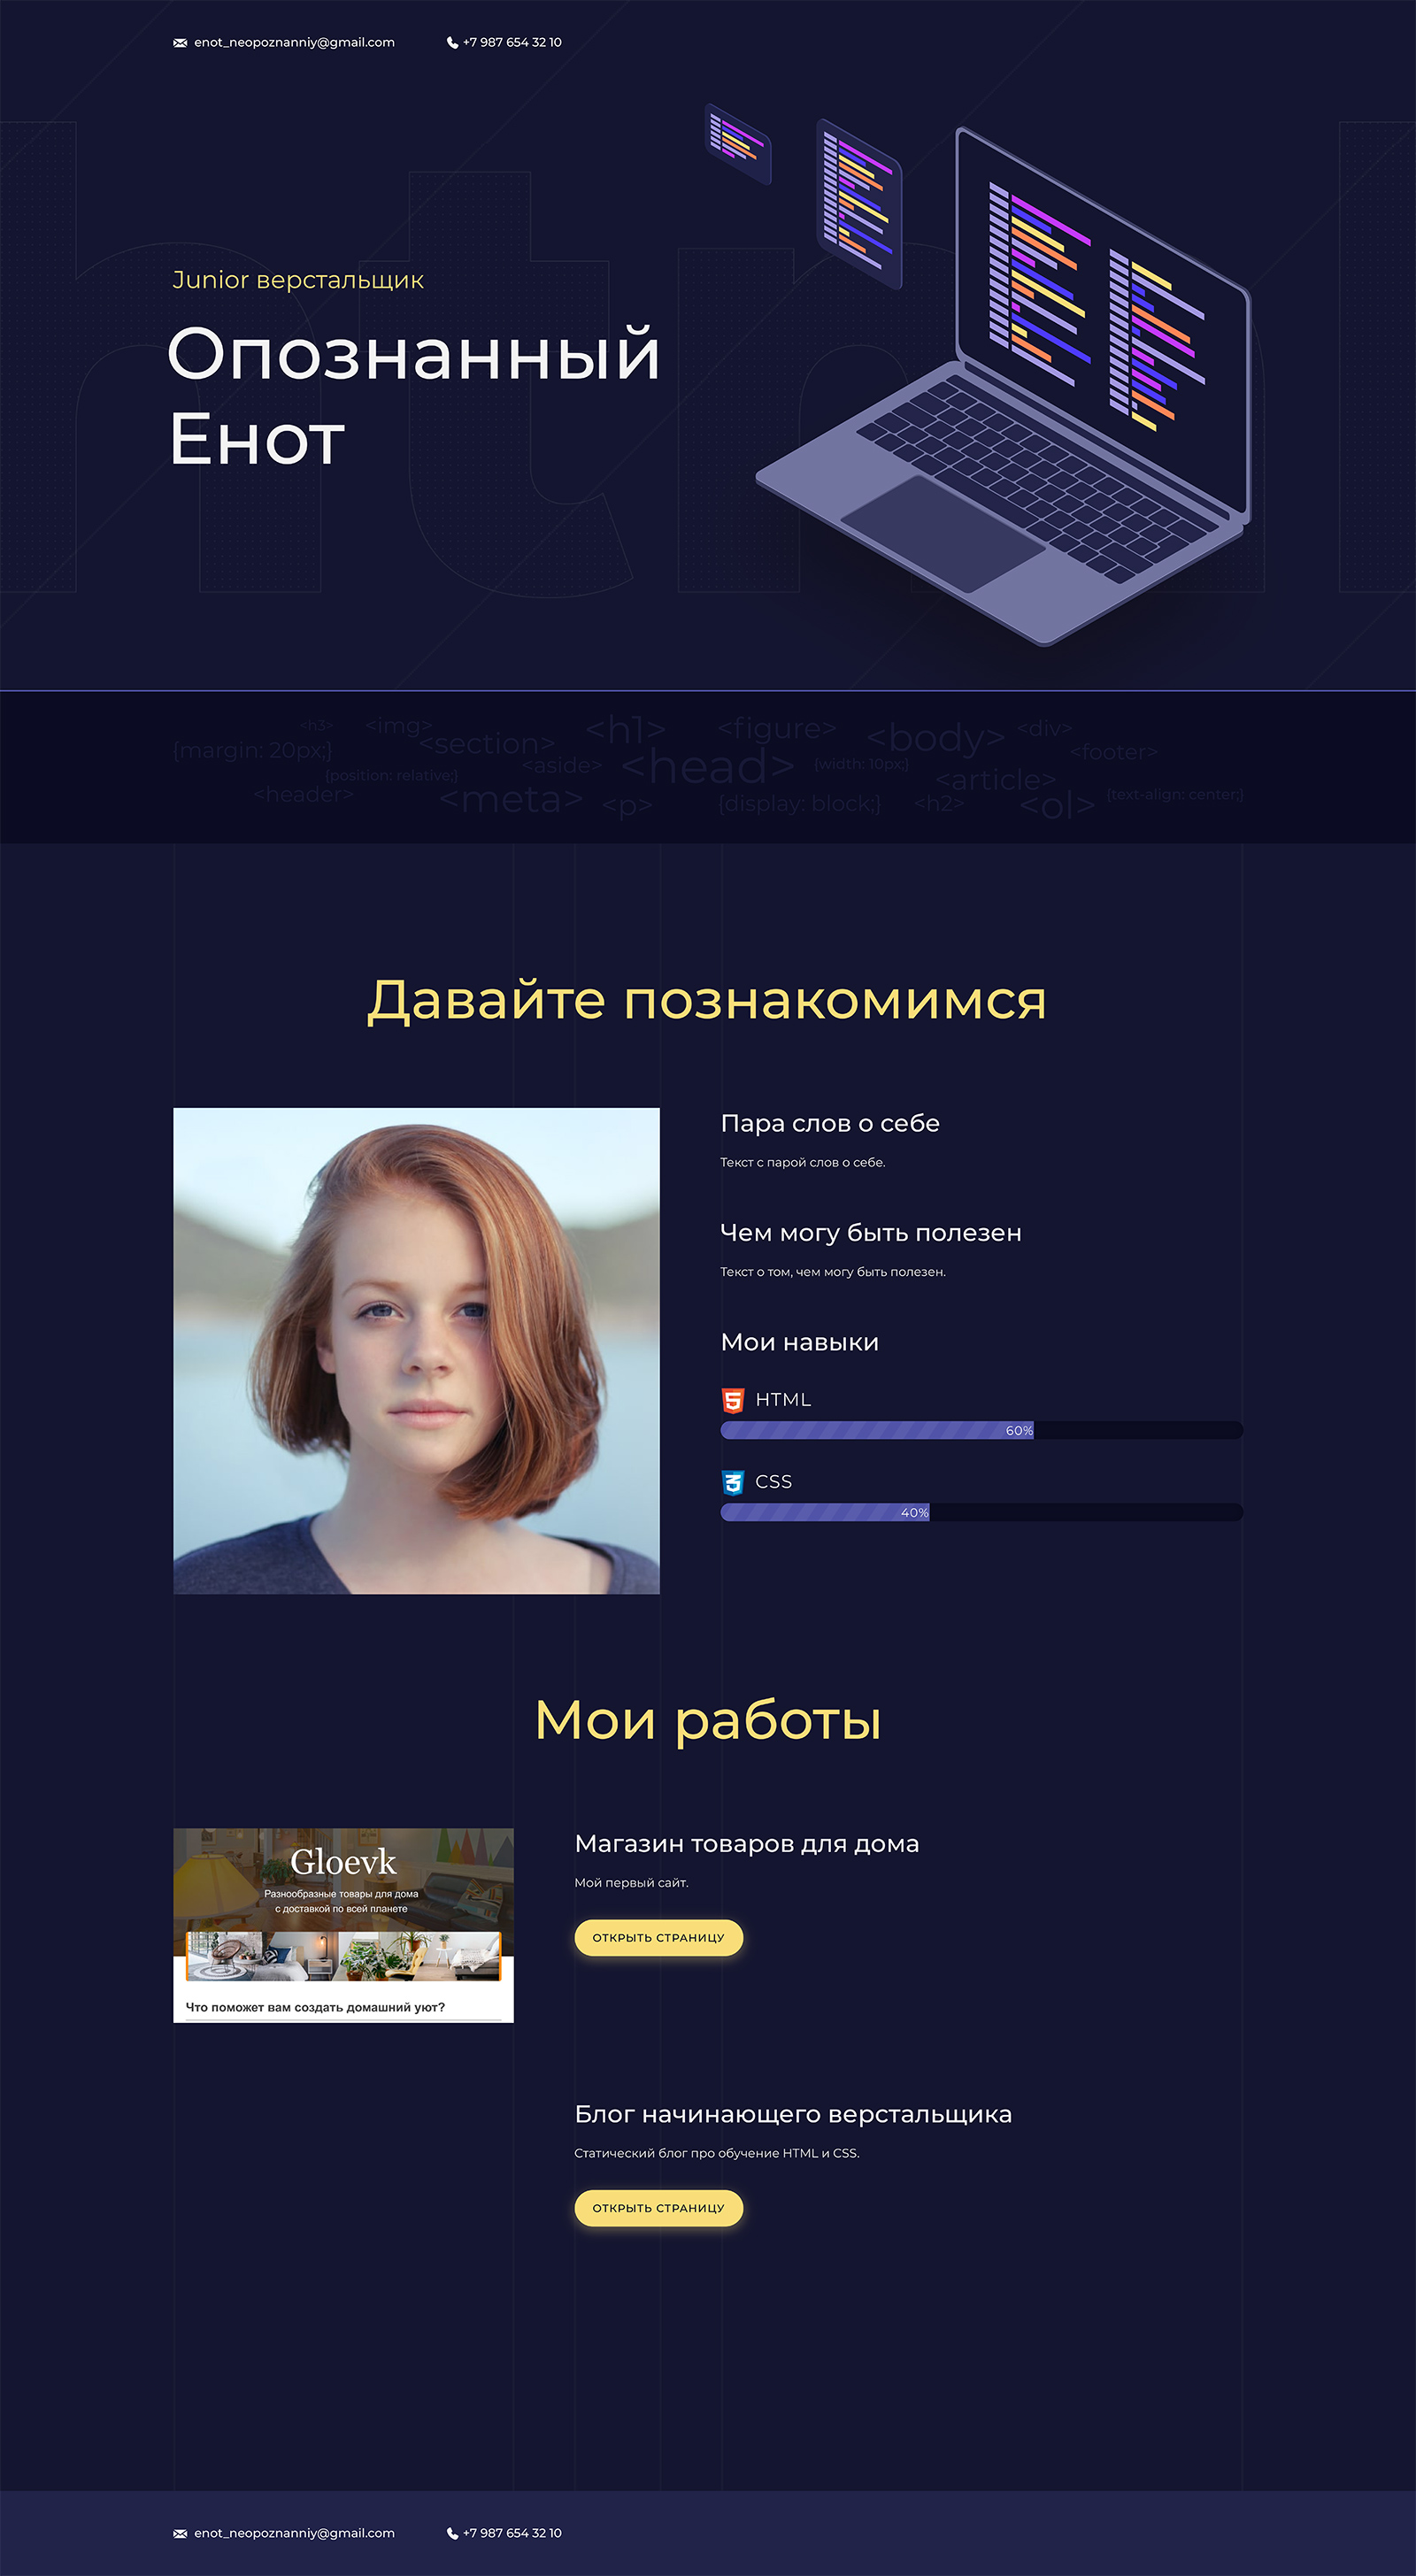 enot_neopoznanniy@gmail.com +7 987 654 32 10
html
Junior верстальщик
Опознанный
Енот
<h3> <img> <h1> <figure> <body> <div>
{margin: 20px;} <section> <footer>
{position: relative;} <aside> <head> {width: 10px;} <article>
<header> <meta> <p> {display: block;} <h2> <ol> {text-align: center;}
Давайте познакомимся
Пара слов о себе
Текст с парой слов о себе.
Чем могу быть полезен
Текст о том, чем могу быть полезен.
Мои навыки
HTML
60%
CSS
40%
Мои работы
Gloevk
Разнообразные товары для дома
с доставкой по всей планете
Что поможет вам создать домашний уют?
Магазин товаров для дома
Мой первый сайт.
ОТКРЫТЬ СТРАНИЦУ
Блог начинающего верстальщика
Статический блог про обучение HTML и CSS.
ОТКРЫТЬ СТРАНИЦУ
enot_neopoznanniy@gmail.com +7 987 654 32 10